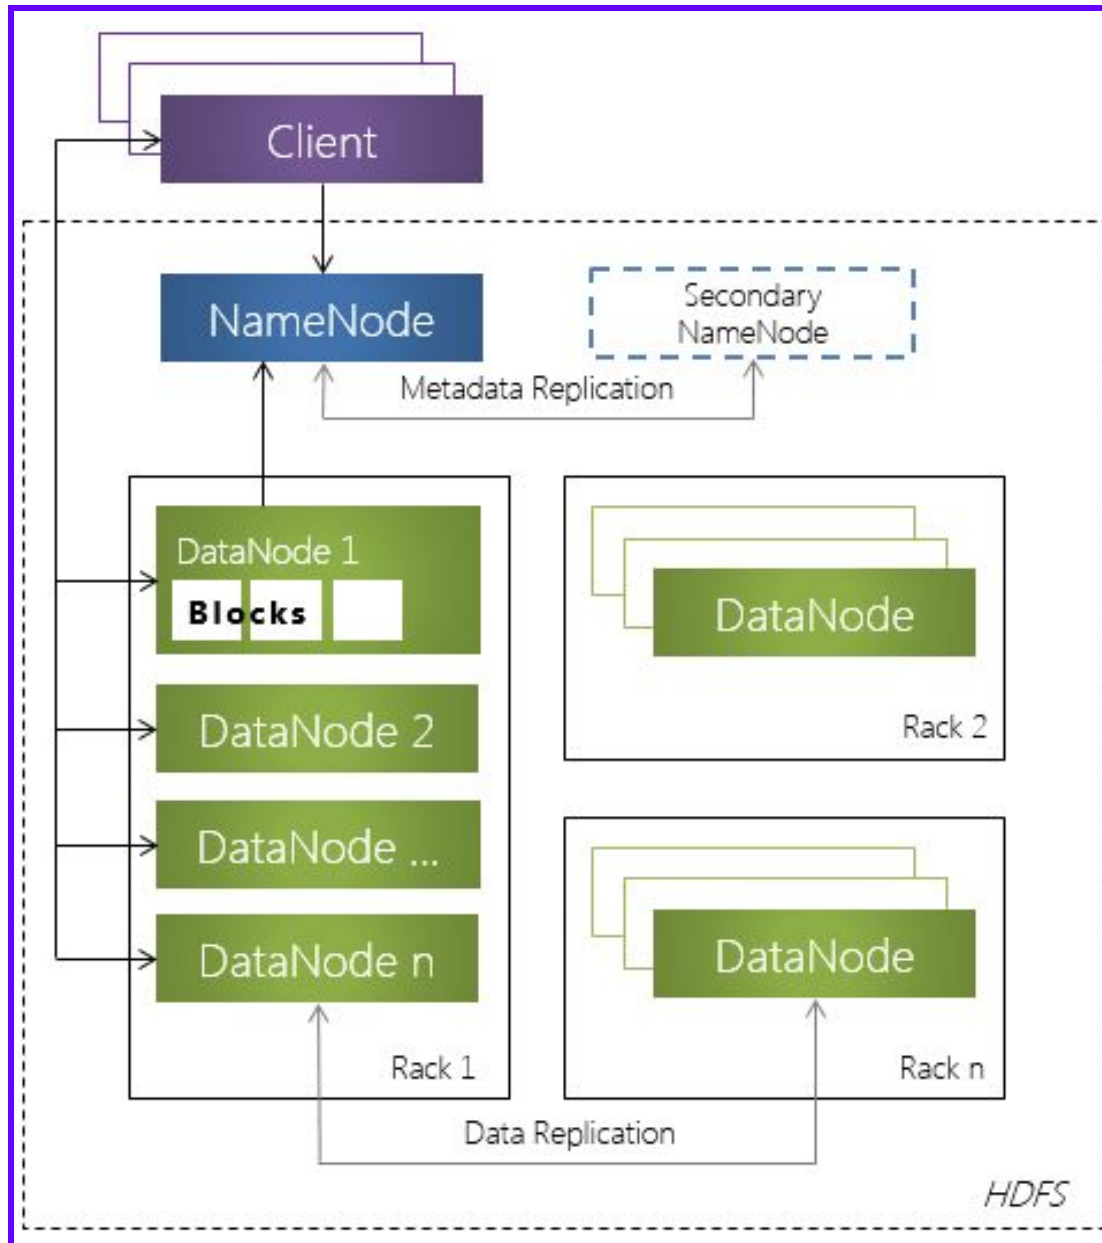 Client
NameNode
Secondary
NameNode
Metadata Replication
DataNode 1
Blocks
DataNode 2
DataNode ...
DataNode n
Rack 1
DataNode
Rack 2
DataNode
Rack n
Data Replication
HDFS